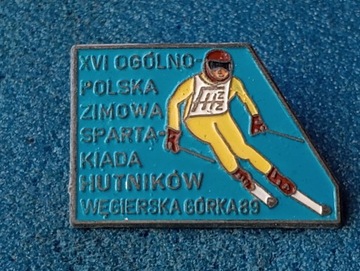 XVI OGÓLNO-
POLSKA
ZIMOWA
SPARTA-
KIADA
HUTNIKÓW
WĘGIERSKA GÓRKA 89